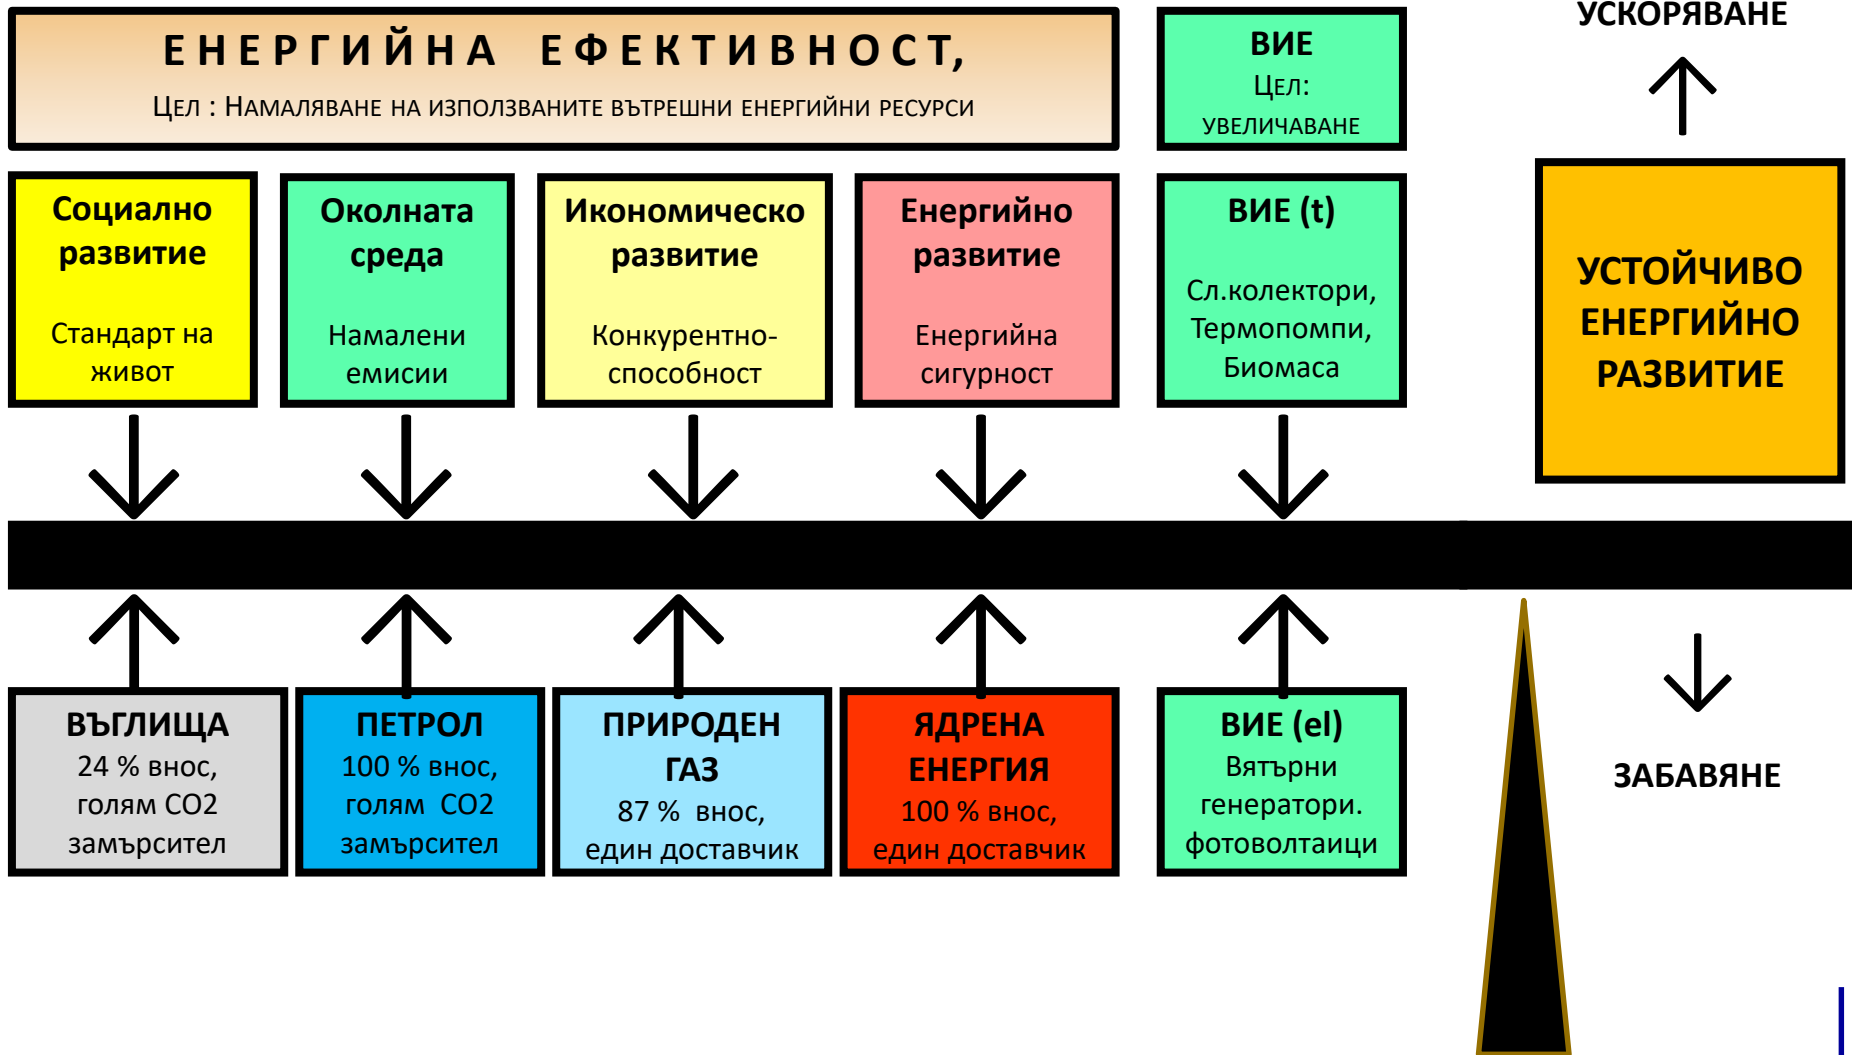 УСКОРЯВАНЕ
ЕНЕРГИЙНА ЕФЕКТИВНОСТ,
Цел : Намаляване на използваните вътрешни енергийни ресурси
ВИЕ
Цел:
увеличаване
Социално
развитие
Стандарт на
живот
Околната
среда
Намалени
емисии
Икономическо
развитие
Конкурентно-
способност
Енергийно
развитие
Енергийна
сигурност
ВИЕ (t)
Сл.колектори,
Термопомпи,
Биомаса
УСТОЙЧИВО
ЕНЕРГИЙНО
РАЗВИТИЕ
ВЪГЛИЩА
24 % внос,
голям СО2
замърсител
ПЕТРОЛ
100 % внос,
голям СО2
замърсител
ПРИРОДЕН
ГАЗ
87 % внос,
един доставчик
ЯДРЕНА
ЕНЕРГИЯ
100 % внос,
един доставчик
ВИЕ (el)
Вятърни
генератори.
фотоволтаици
ЗАБАВЯНЕ